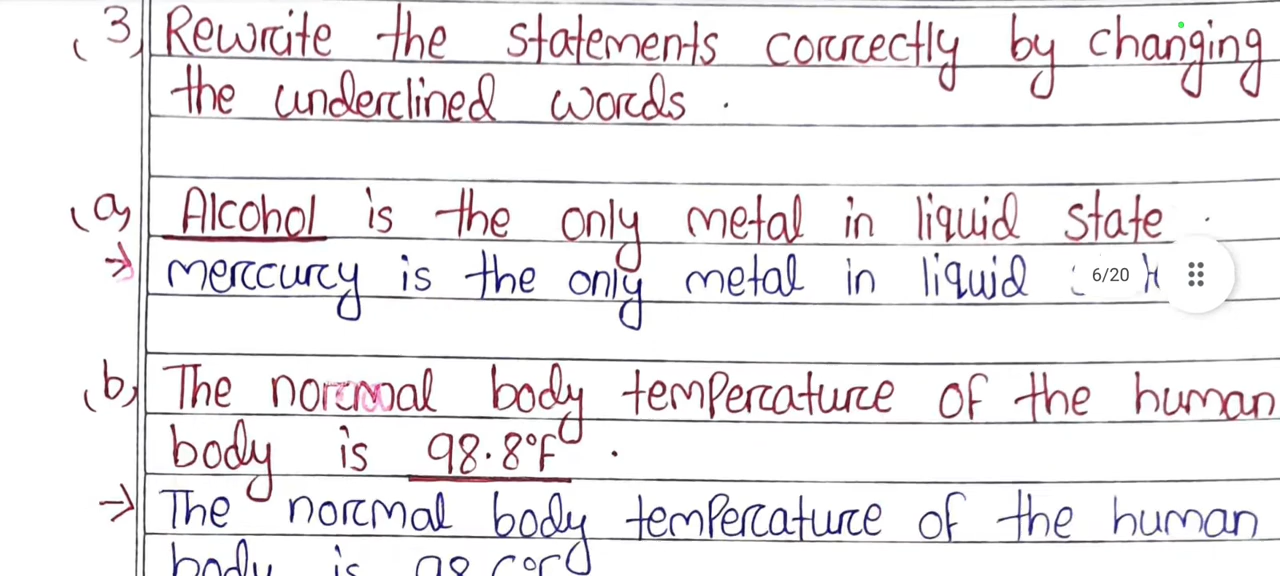 (3) Rewrite the statements correctly by changing
the underlined words .
(a) Alcohol is the only metal in liquid state .
→ mercury is the only metal in liquid
6/20
(b) The normal body temperature of the human
body is 98.8°F .
→ The normal body temperature of the human
body is